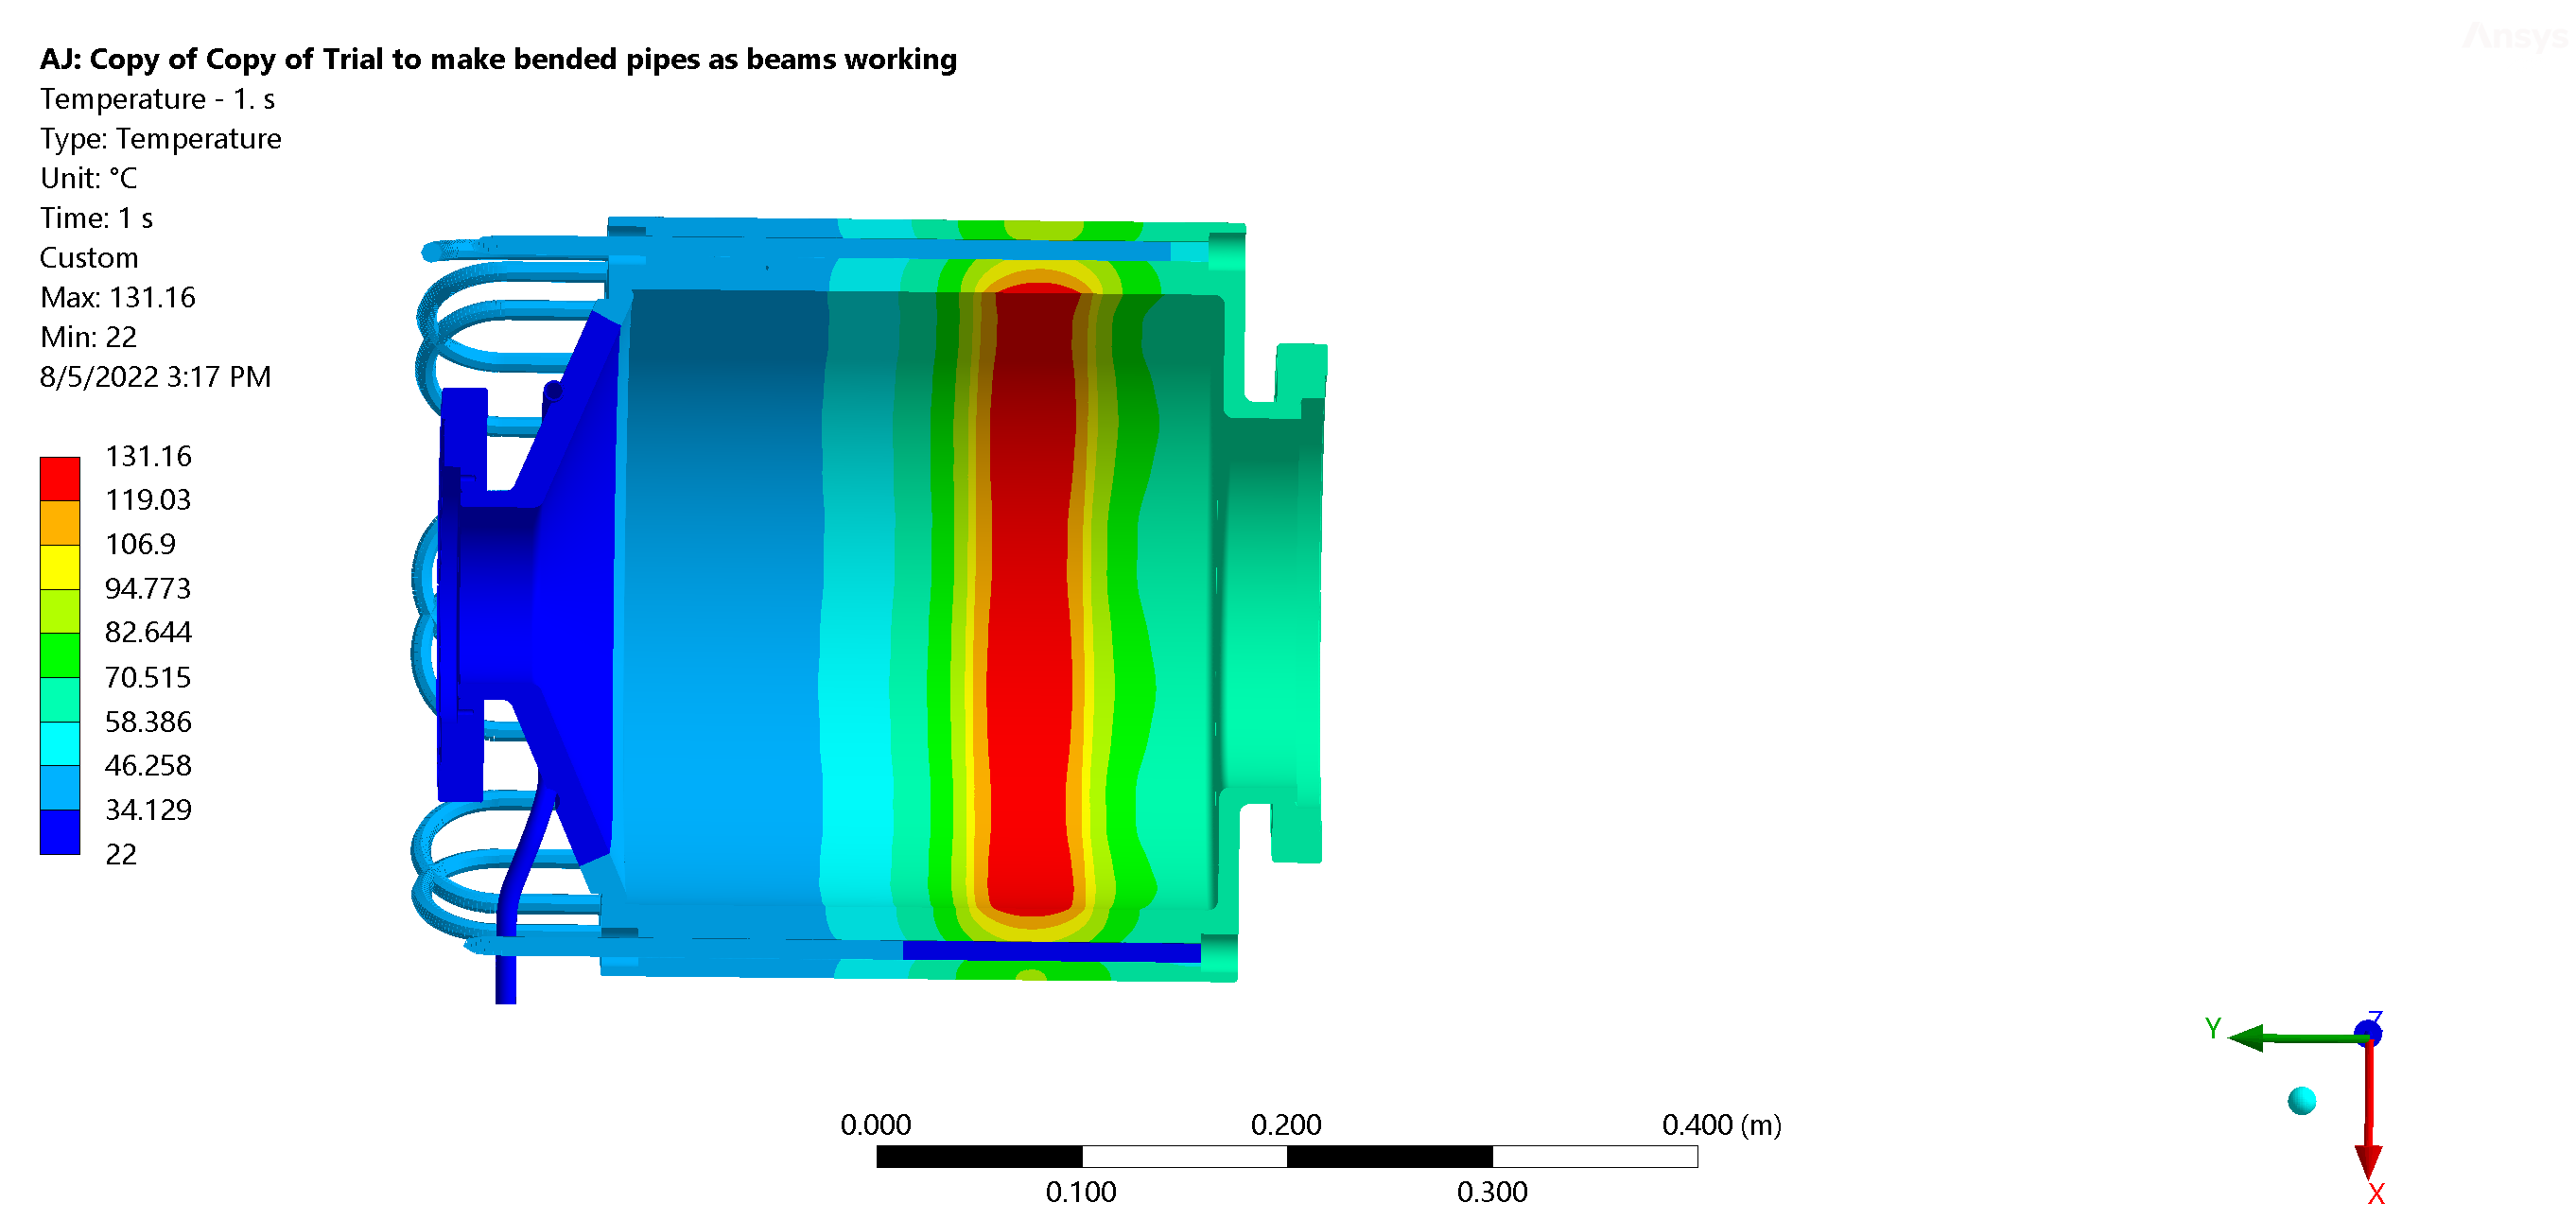 Ansys
AJ: Copy of Copy of Trial to make bended pipes as beams working
Temperature - 1. s
Type: Temperature
Unit: °C
Time: 1 s
Custom
Max: 131.16
Min: 22
8/5/2022 3:17 PM
131.16
119.03
106.9
94.773
82.644
70.515
58.386
46.258
34.129
22
0.000 0.200 0.400 (m)
0.100 0.300
Z
Y
X